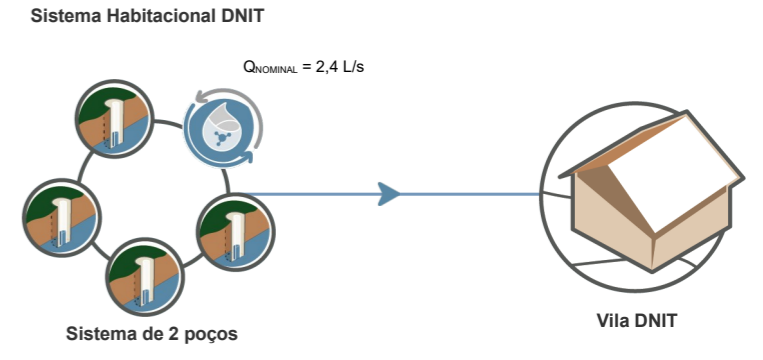 Sistema Habitacional DNIT
QNOMINAL = 2,4 L/s
Sistema de 2 poços
Vila DNIT